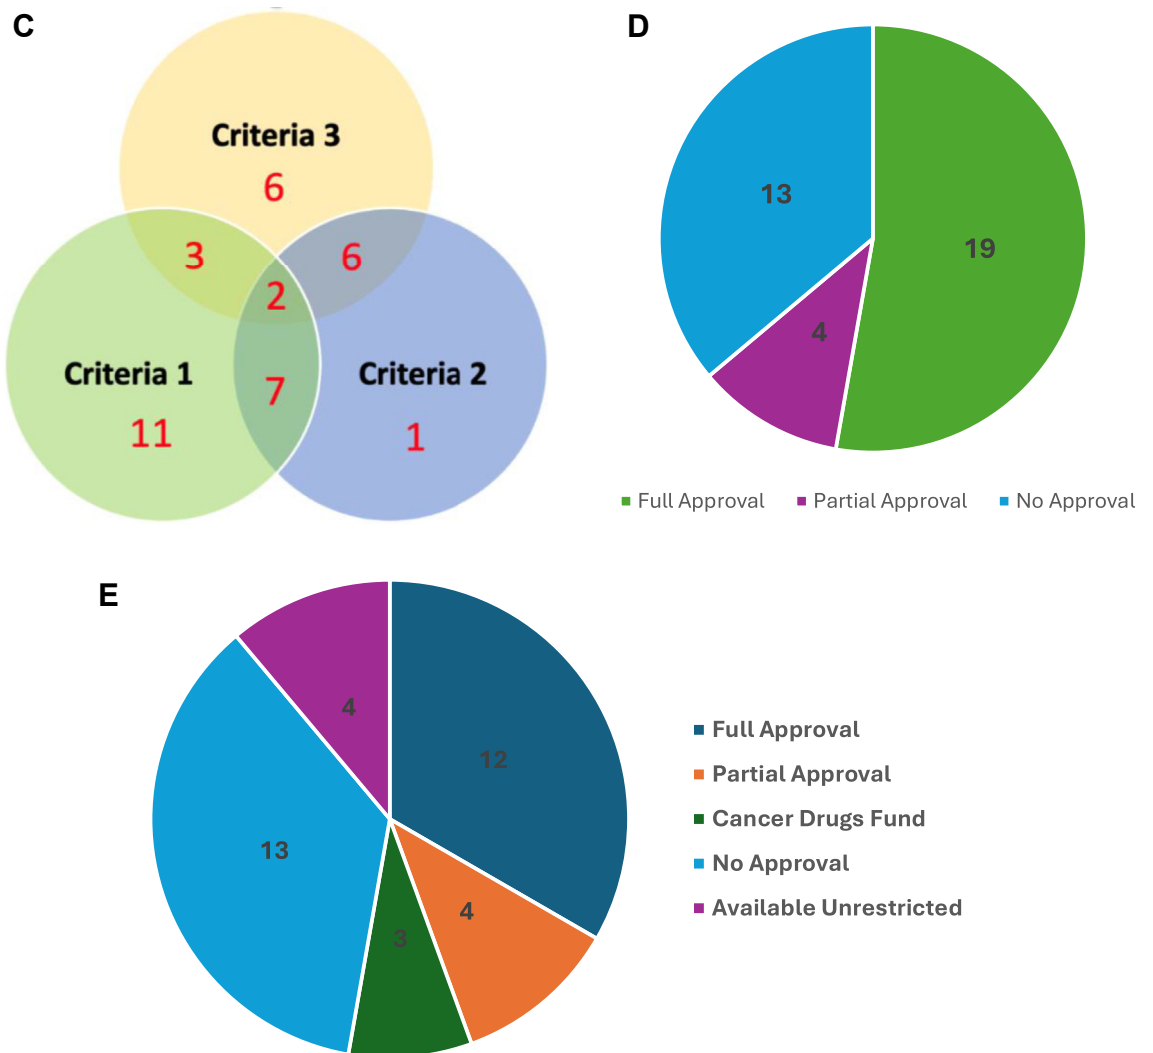 C
Criteria 3
6
3
6
2
Criteria 1
Criteria 2
7
11
1
D
13
19
4
Full Approval Partial Approval No Approval
E
4
12
13
4
3
Full Approval
Partial Approval
Cancer Drugs Fund
No Approval
Available Unrestricted